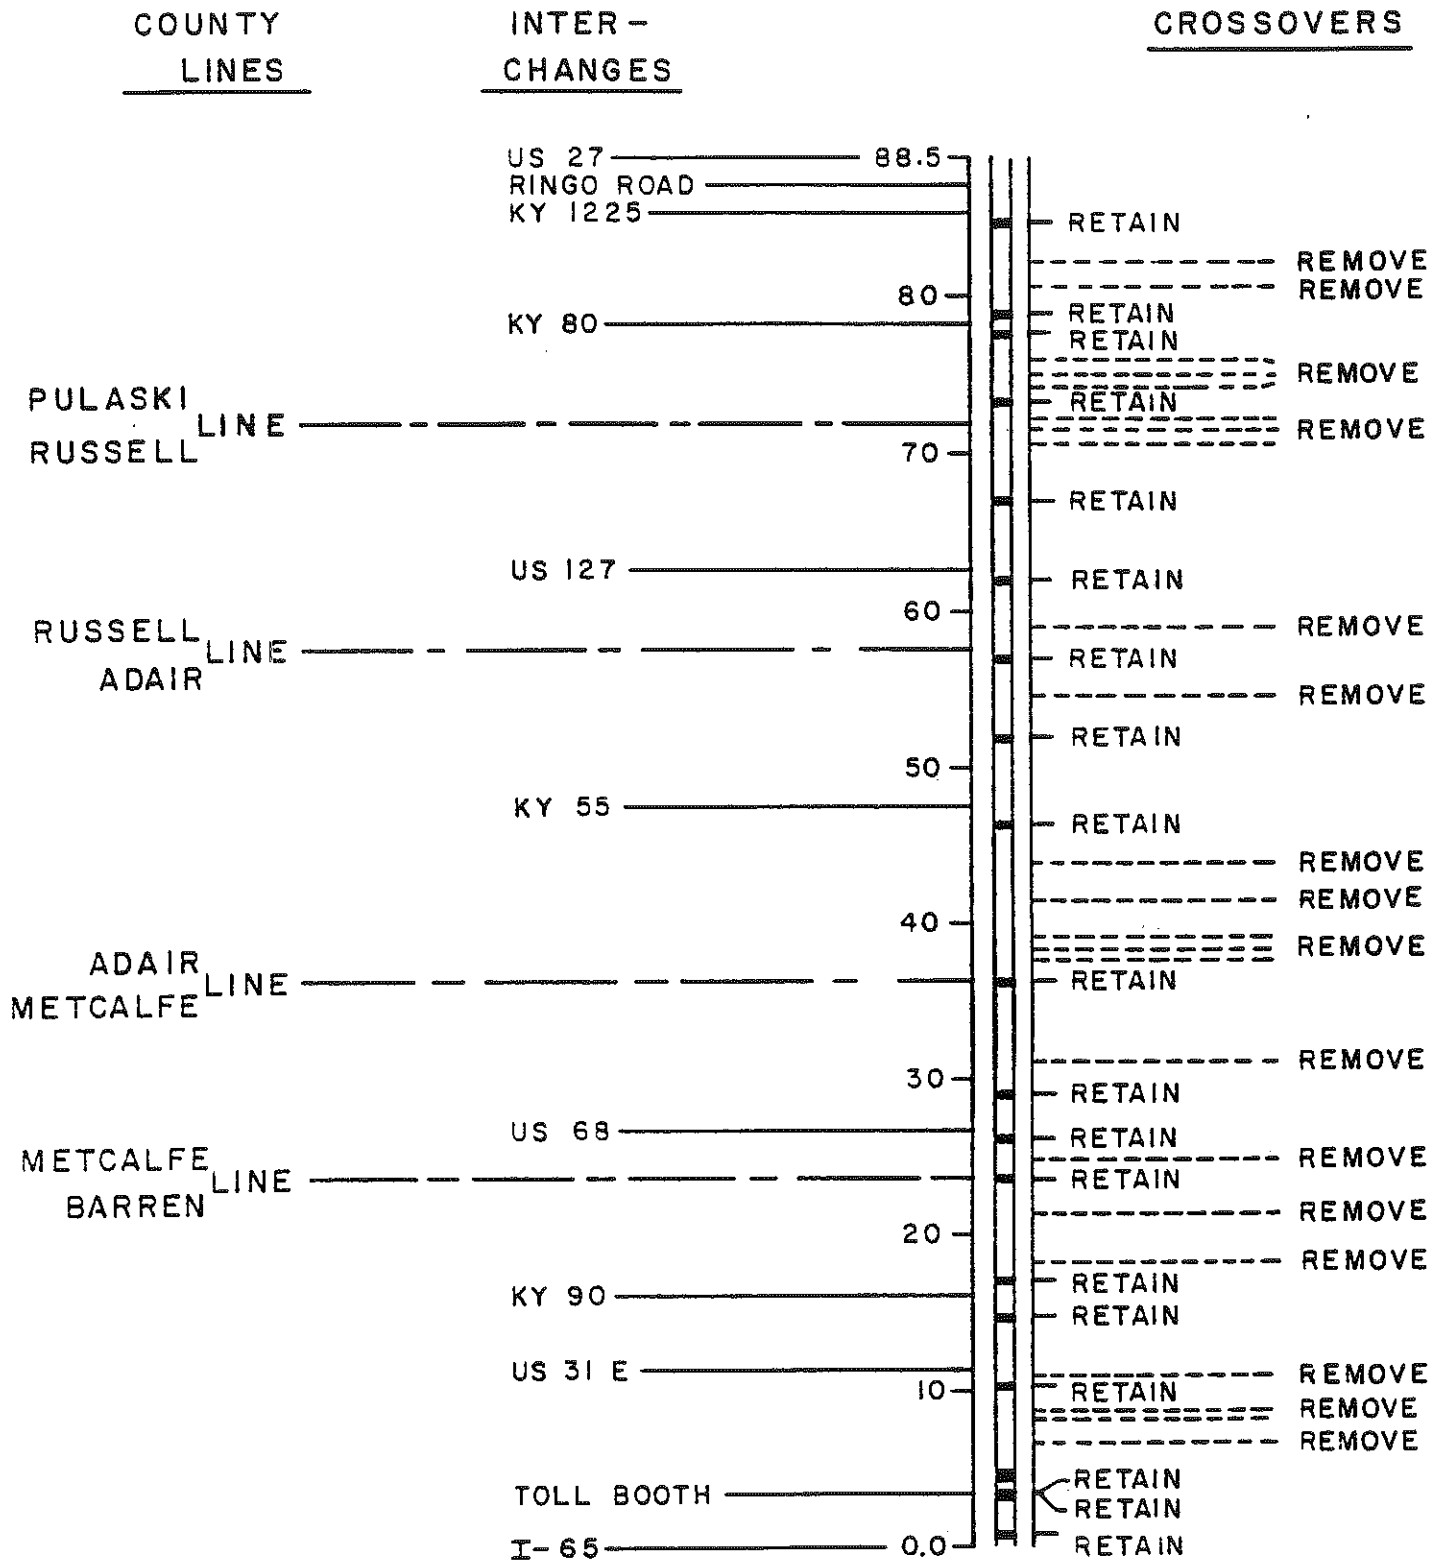 COUNTY LINES
INTER-CHANGES
CROSSOVERS
US 27
88.5
RINGO ROAD
KY 1225
RETAIN
REMOVE
REMOVE
80
RETAIN
KY 80
RETAIN
REMOVE
PULASKI
LINE
RUSSELL
RETAIN
REMOVE
70
RETAIN
US 127
RETAIN
60
REMOVE
RUSSELL
LINE
ADAIR
RETAIN
REMOVE
RETAIN
50
KY 55
RETAIN
REMOVE
REMOVE
40
REMOVE
ADAIR
LINE
METCALFE
RETAIN
REMOVE
30
RETAIN
US 68
RETAIN
REMOVE
METCALFE
LINE
BARREN
RETAIN
REMOVE
20
REMOVE
RETAIN
KY 90
RETAIN
US 31 E
REMOVE
10
RETAIN
REMOVE
REMOVE
RETAIN
TOLL BOOTH
RETAIN
I-65
0.0
RETAIN